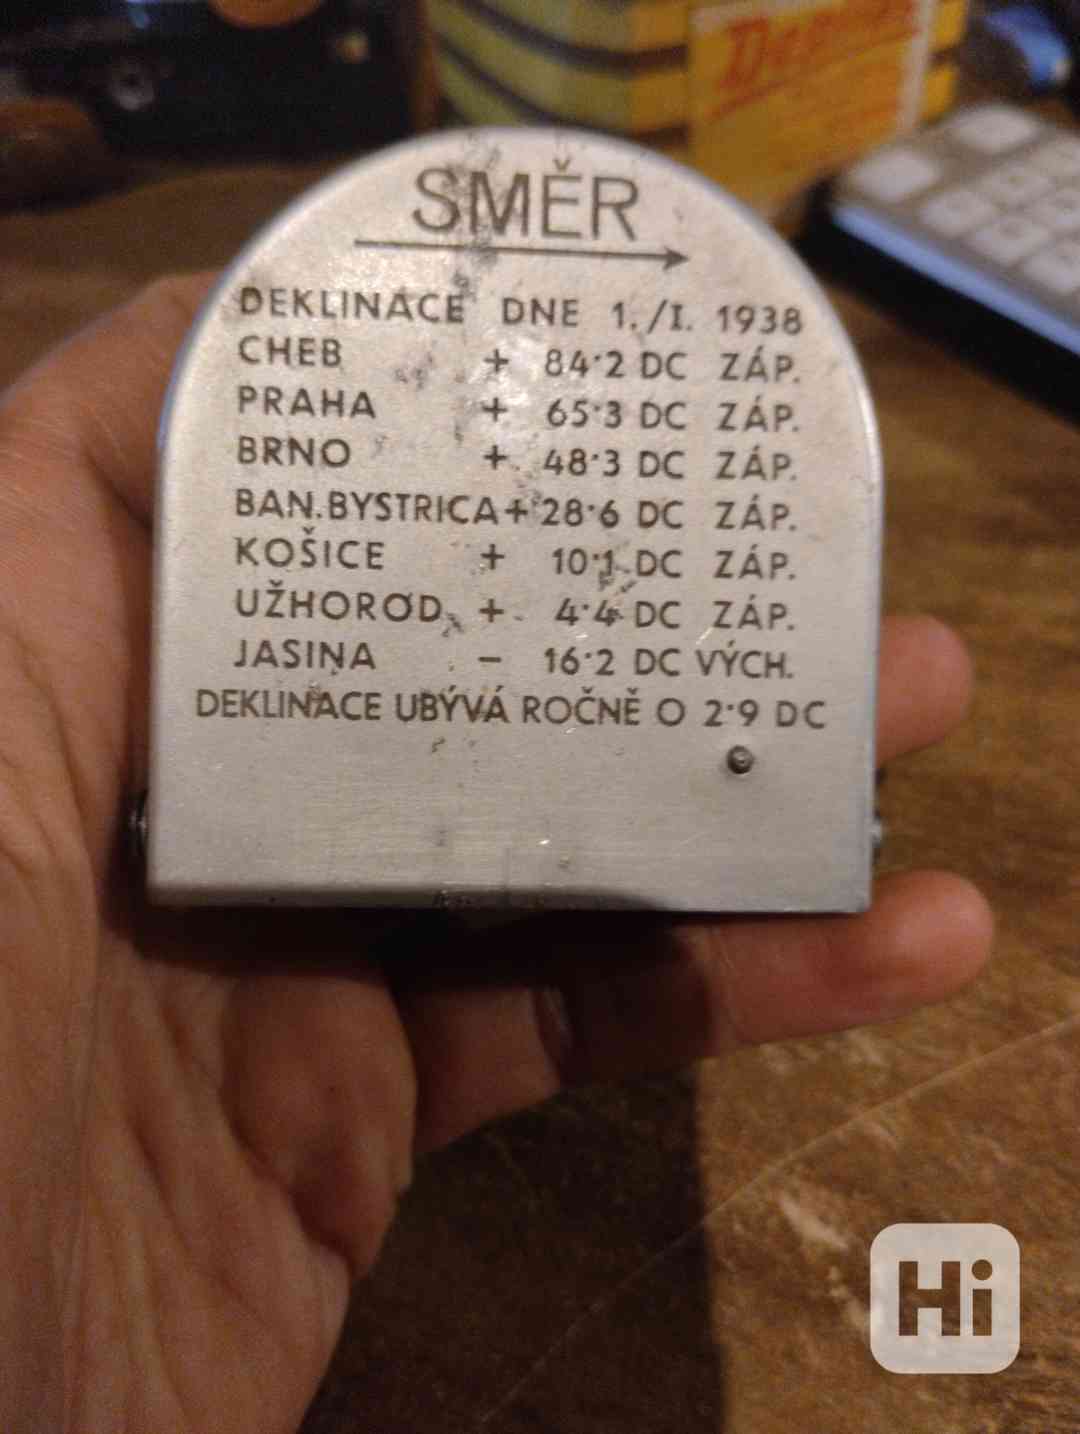 SMĚR
DEKLINACE DNE 1./I. 1938
CHEB + 84·2 DC ZÁP.
PRAHA + 65·3 DC ZÁP.
BRNO + 48·3 DC ZÁP.
BAN.BYSTRICA + 28·6 DC ZÁP.
KOŠICE + 10·1 DC ZÁP.
UŽHOROD + 4·4 DC ZÁP.
JASINA − 16·2 DC VÝCH.
DEKLINACE UBÝVÁ ROČNĚ O 2·9 DC
Hi